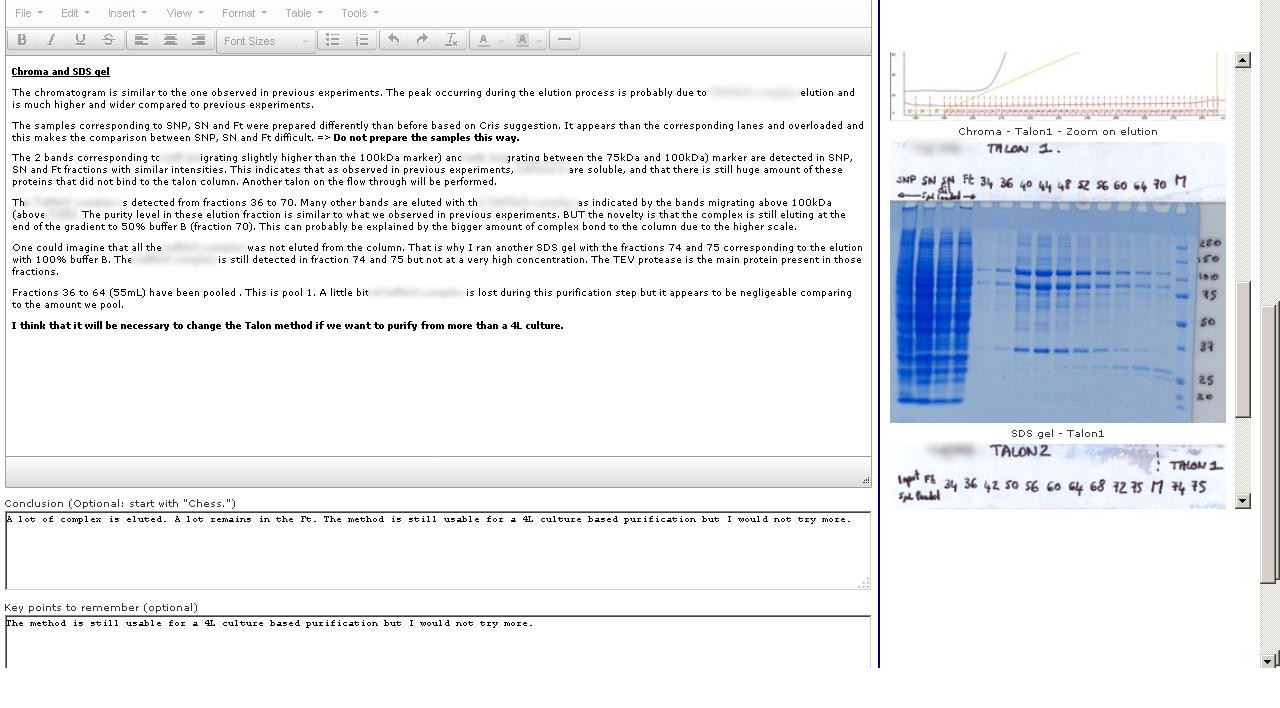 File Edit Insert View Format Table Tools
B I U S Font Sizes A A
Chroma and SDS gel
The chromatogram is similar to the one observed in previous experiments. The peak occurring during the elution process is probably due to elution and
is much higher and wider compared to previous experiments.
The samples corresponding to SNP, SN and Ft were prepared differently than before based on Cris suggestion. It appears than the corresponding lanes and overloaded and
this makes the comparison between SNP, SN and Ft difficult. => Do not prepare the samples this way.
The 2 bands corresponding to igrating slightly higher than the 100kDa marker) and grating between the 75kDa and 100kDa) marker are detected in SNP,
SN and Ft fractions with similar intensities. This indicates that as observed in previous experiments, are soluble, and that there is still huge amount of these
proteins that did not bind to the talon column. Another talon on the flow through will be performed.
Th is detected from fraction 36 to 70. Many other bands are present in these fractions with th as indicated by the bands migrating above 100kDa
(above The purity level in these fraction fraction is similar to what we observed in previous experiments. BUT the novelty is that the complex is still eluting at the
end of the gradient to 50% buffer B (fraction 70). This can probably be explained by the bigger amount of complex bond to the column due to the higher scale.
One could imagine that all the was not eluted from the column. That is why I ran another SDS gel with the fractions 74 and 75 corresponding to the elution
with 100% buffer B. The is still detected in fraction 74 and 75 but not at a very high concentration. The TEV protease is the main protein present in those
fractions.
Fractions 36 to 64 (55mL) have been pooled . This is pool 1. A little bit is lost during this purification step but it appears to be negligeable comparing
to the amount we pool.
I think that it will be necessary to change the Talon method if we want to purify from more than a 4L culture.
Conclusion (Optional: start with "Chess.")
A lot of complex is eluted. A lot remains in the Ft. The method is still usable for a 4L culture based purification but I would not try more.
Key points to remember (optional)
The method is still usable for a 4L culture based purification but I would not try more.
Chroma - Talon1 - Zoom on elution
TALON 1.
SNP SN SN Ft 34 36 40 44 48 52 56 60 64 70 M
250
150
100
75
50
37
25
20
SDS gel - Talon1
TALON 2
TALON 1
Input Ft 34 36 42 50 56 60 64 68 72 75 M 74 75